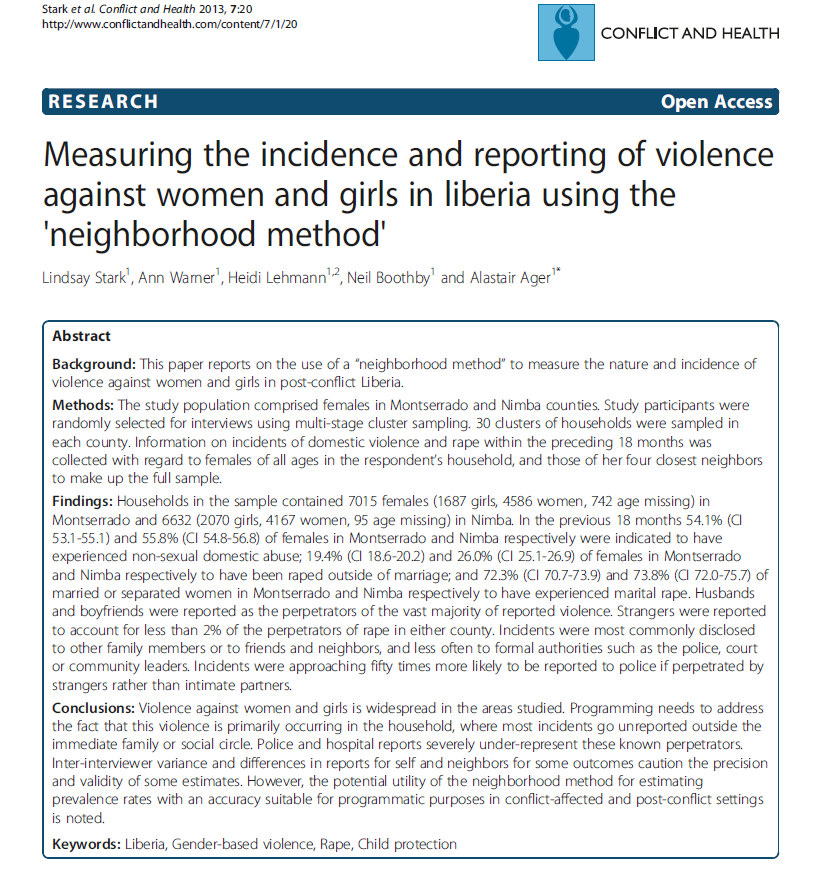 Stark et al. Conflict and Health 2013, 7:20
http://www.conflictandhealth.com/content/7/1/20
CONFLICT AND HEALTH
RESEARCH
Open Access
Measuring the incidence and reporting of violence
against women and girls in liberia using the
'neighborhood method'
Lindsay Stark1, Ann Warner1, Heidi Lehmann1,2, Neil Boothby1 and Alastair Ager1*
Abstract
Background: This paper reports on the use of a “neighborhood method” to measure the nature and incidence of
violence against women and girls in post-conflict Liberia.
Methods: The study population comprised females in Montserrado and Nimba counties. Study participants were
randomly selected for interviews using multi-stage cluster sampling. 30 clusters of households were sampled in
each county. Information on incidents of domestic violence and rape within the preceding 18 months was
collected with regard to females of all ages in the respondent’s household, and those of her four closest neighbors
to make up the full sample.
Findings: Households in the sample contained 7015 females (1687 girls, 4586 women, 742 age missing) in
Montserrado and 6632 (2070 girls, 4167 women, 95 age missing) in Nimba. In the previous 18 months 54.1% (CI
53.1-55.1) and 55.8% (CI 54.8-56.8) of females in Montserrado and Nimba respectively were indicated to have
experienced non-sexual domestic abuse; 19.4% (CI 18.6-20.2) and 26.0% (CI 25.1-26.9) of females in Montserrado
and Nimba respectively to have been raped outside of marriage; and 72.3% (CI 70.7-73.9) and 73.8% (CI 72.0-75.7) of
married or separated women in Montserrado and Nimba respectively to have experienced marital rape. Husbands
and boyfriends were reported as the perpetrators of the vast majority of reported violence. Strangers were reported
to account for less than 2% of the perpetrators of rape in either county. Incidents were most commonly disclosed
to other family members or to friends and neighbors, and less often to formal authorities such as the police, court
or community leaders. Incidents were approaching fifty times more likely to be reported to police if perpetrated by
strangers rather than intimate partners.
Conclusions: Violence against women and girls is widespread in the areas studied. Programming needs to address
the fact that this violence is primarily occurring in the household, where most incidents go unreported outside the
immediate family or social circle. Police and hospital reports severely under-represent these known perpetrators.
Inter-interviewer variance and differences in reports for self and neighbors for some outcomes caution the precision
and validity of some estimates. However, the potential utility of the neighborhood method for estimating
prevalence rates with an accuracy suitable for programmatic purposes in conflict-affected and post-conflict settings
is noted.
Keywords: Liberia, Gender-based violence, Rape, Child protection